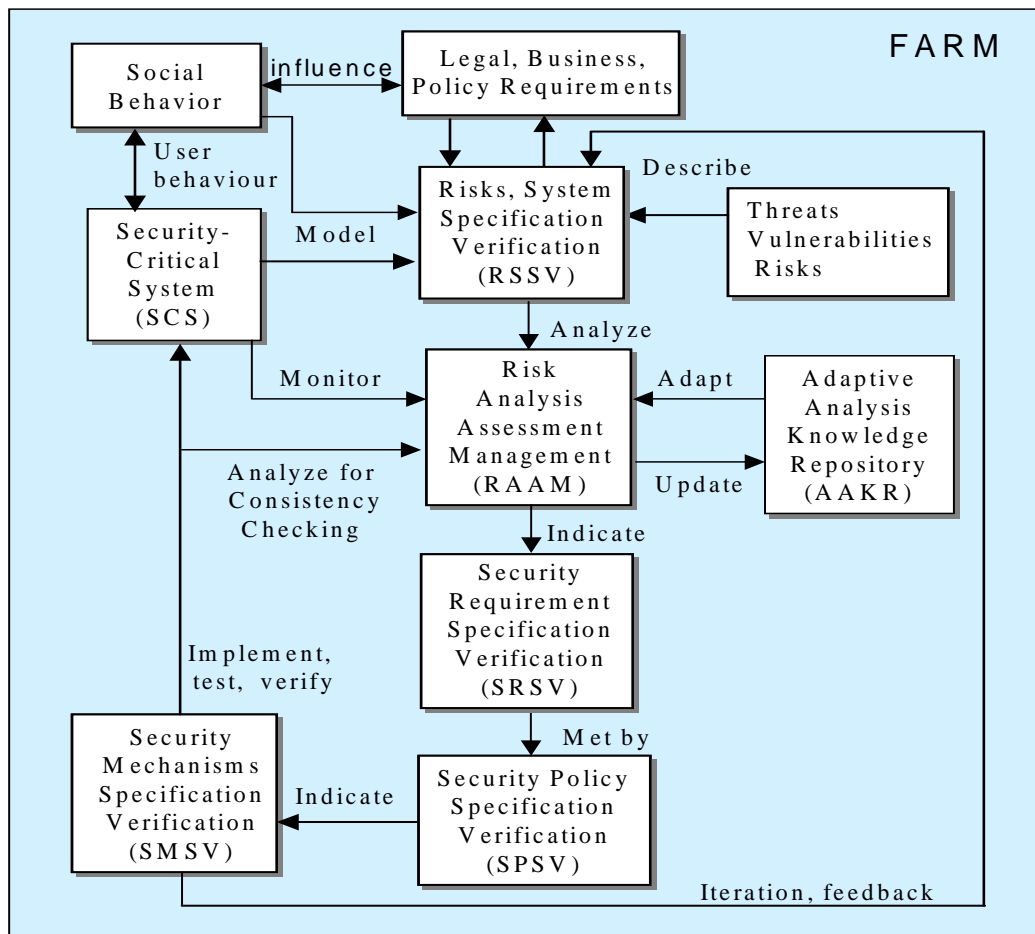 FARM
Social
Behavior
influence
Legal, Business,
Policy Requirements
User
behaviour
Describe
Risks, System
Specification
Verification
(RSSV)
Threats
Vulnerabilities
Risks
Security-
Critical
System
(SCS)
Model
Analyze
Monitor
Risk
Analysis
Assessment
Management
(RAAM)
Adapt
Update
Adaptive
Analysis
Knowledge
Repository
(AAKR)
Analyze for
Consistency
Checking
Indicate
Security
Requirement
Specification
Verification
(SRSV)
Implement,
test, verify
Met by
Security
Mechanisms
Specification
Verification
(SMSV)
Indicate
Security Policy
Specification
Verification
(SPSV)
Iteration, feedback